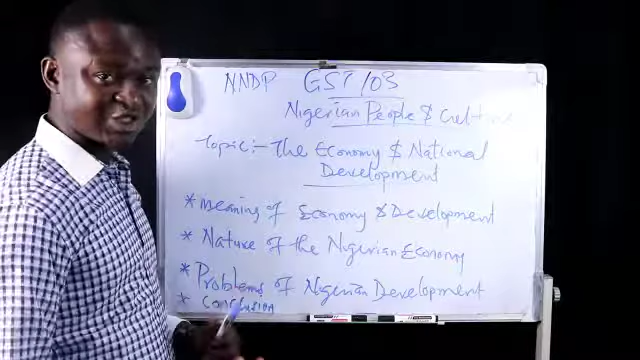 NNDP GST 103
Nigerian People & Culture
Topic:- The Economy & National
Development
* Meaning of Economy & Development
* Nature of the Nigerian Economy
* Problems of Nigerian Development
* Conclusion